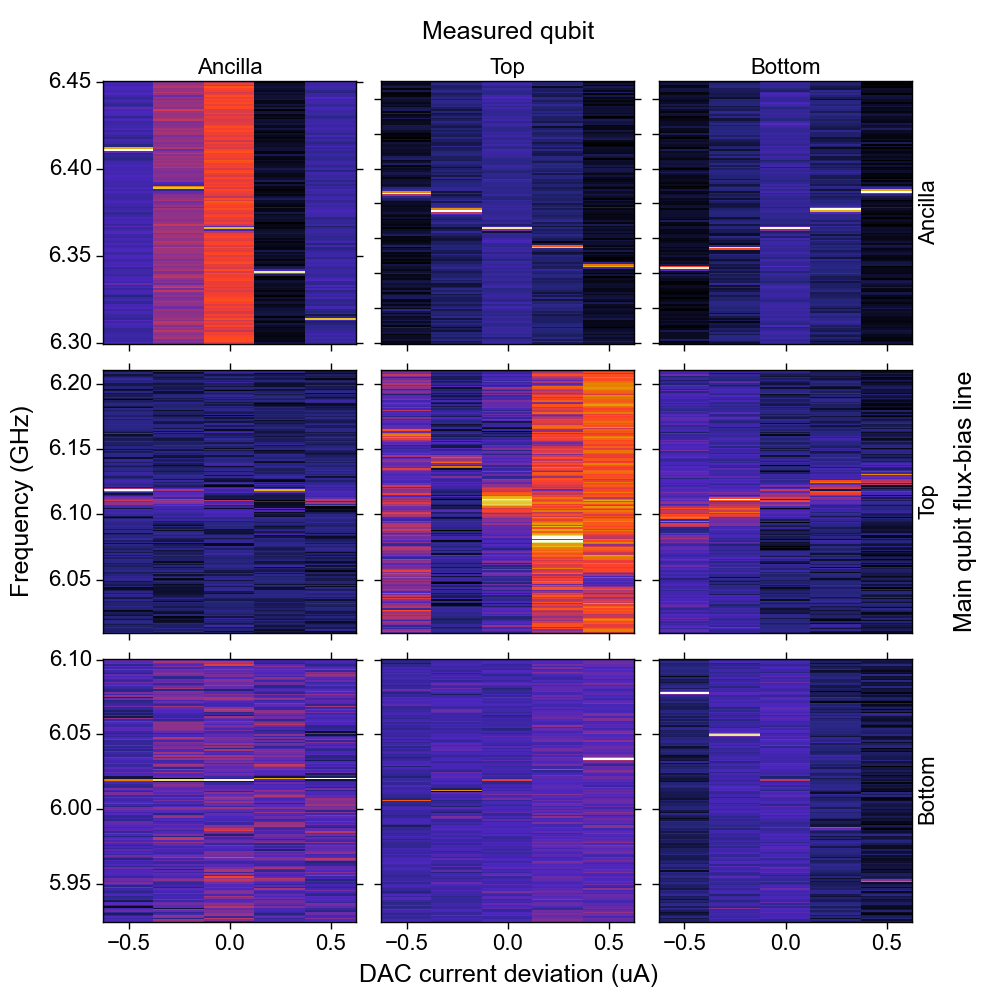 Measured qubit
Ancilla Top Bottom
6.45
6.40
6.35
6.30
Ancilla
6.20
6.15
6.10
6.05
Top
6.10
6.05
6.00
5.95
Bottom
Frequency (GHz)
Main qubit flux-bias line
−0.5 0.0 0.5 −0.5 0.0 0.5 −0.5 0.0 0.5
DAC current deviation (uA)